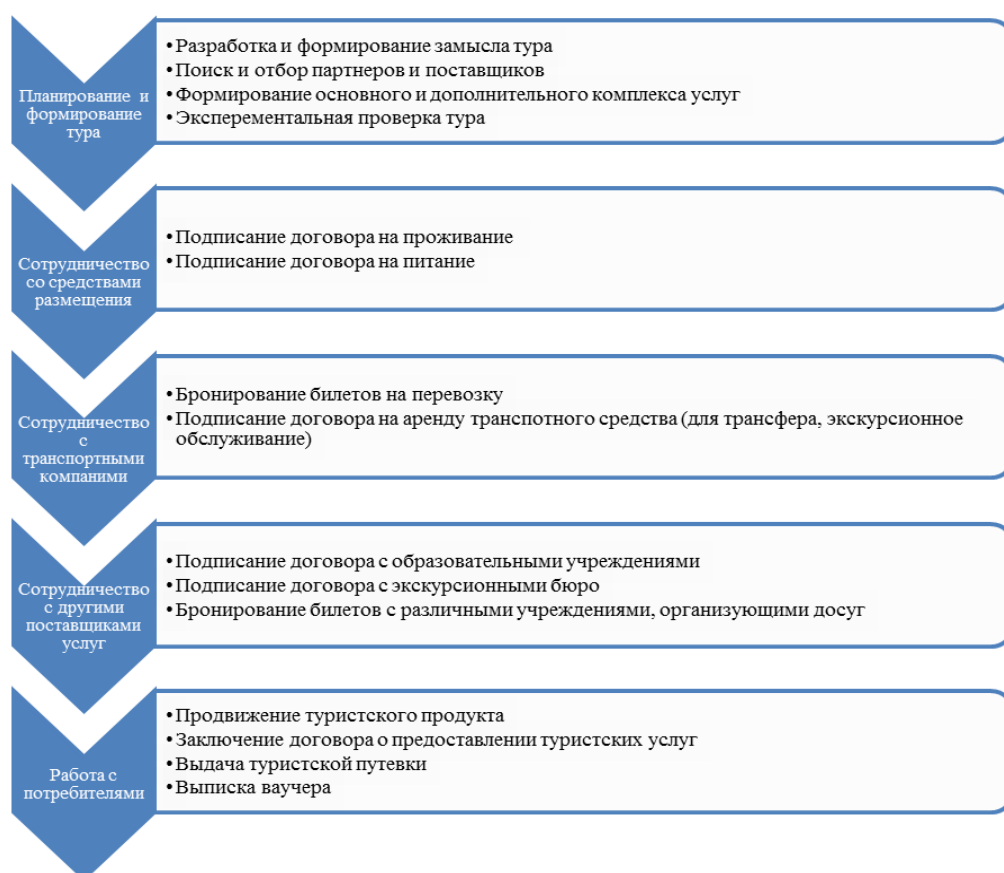 Планирование и
формирование
тура
•Разработка и формирование замысла тура
•Поиск и отбор партнеров и поставщиков
•Формирование основного и дополнительного комплекса услуг
•Эксперементальная проверка тура
Сотрудничество
со средствами
размещения
•Подписание договора на проживание
•Подписание договора на питание
Сотрудничество
с
транспортными
компаними
•Бронирование билетов на перевозку
•Подписание договора на аренду транспотного средства (для трансфера, экскурсионное
обслуживание)
Сотрудничество
с другими
поставщиками
услуг
•Подписание договора с образовательными учреждениями
•Подписание договора с экскурсионными бюро
•Бронирование билетов с различными учреждениями, организующими досуг
Работа с
потребителями
•Продвижение туристского продукта
•Заключение договора о предоставлении туристских услуг
•Выдача туристской путевки
•Выписка ваучера